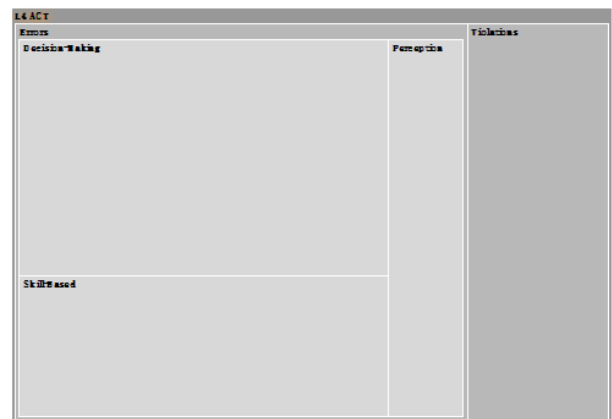 L4 ACT
Errors
Violations
Decision-Making
Perception
Skill-Based